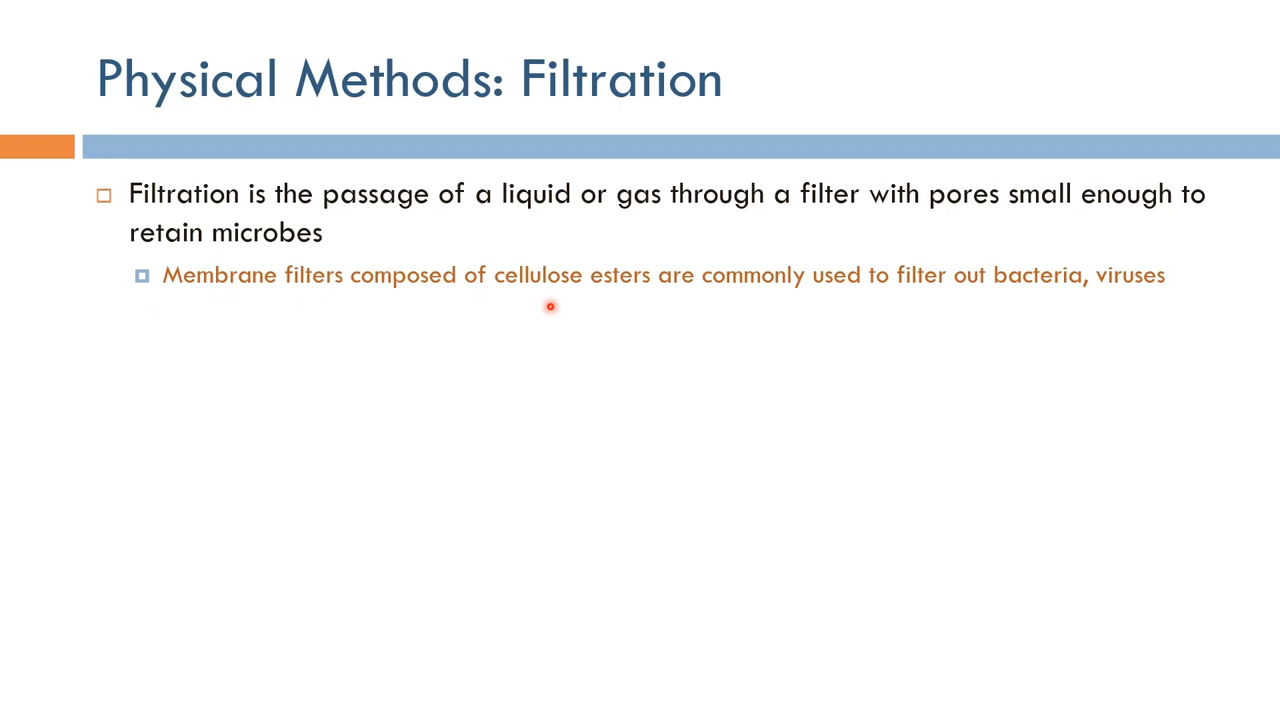 Physical Methods: Filtration
Filtration is the passage of a liquid or gas through a filter with pores small enough to
retain microbes
Membrane filters composed of cellulose esters are commonly used to filter out bacteria, viruses